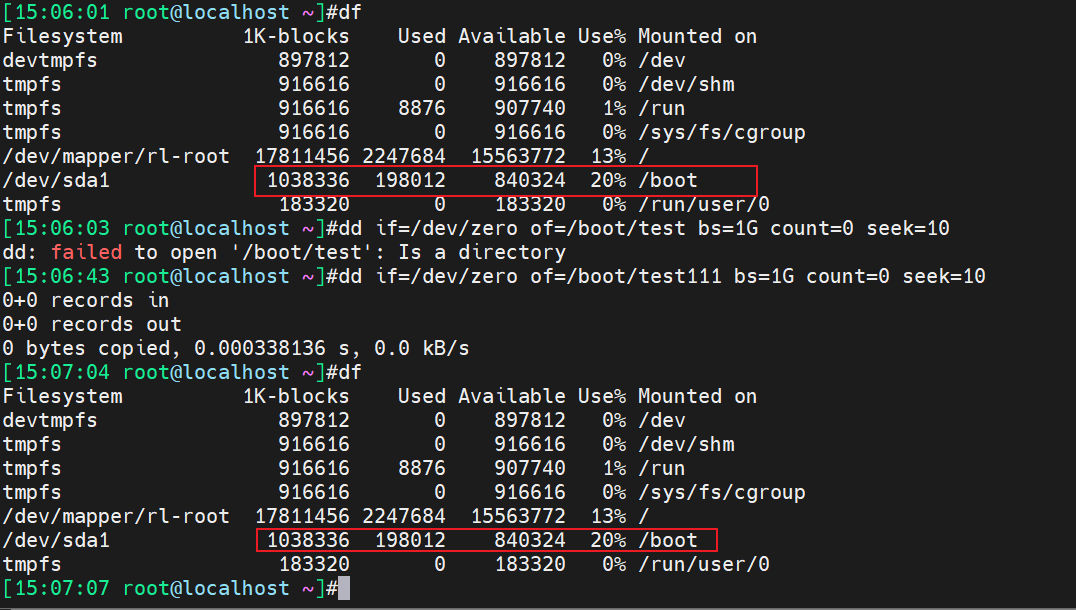 [15:06:01 root@localhost ~]#df
Filesystem          1K-blocks    Used Available Use% Mounted on
devtmpfs               897812       0    897812   0% /dev
tmpfs                  916616       0    916616   0% /dev/shm
tmpfs                  916616    8876    907740   1% /run
tmpfs                  916616       0    916616   0% /sys/fs/cgroup
/dev/mapper/rl-root  17811456 2247684  15563772  13% /
/dev/sda1             1038336  198012    840324  20% /boot
tmpfs                  183320       0    183320   0% /run/user/0
[15:06:03 root@localhost ~]#dd if=/dev/zero of=/boot/test bs=1G count=0 seek=10
dd: failed to open '/boot/test': Is a directory
[15:06:43 root@localhost ~]#dd if=/dev/zero of=/boot/test111 bs=1G count=0 seek=10
0+0 records in
0+0 records out
0 bytes copied, 0.000338136 s, 0.0 kB/s
[15:07:04 root@localhost ~]#df
Filesystem          1K-blocks    Used Available Use% Mounted on
devtmpfs               897812       0    897812   0% /dev
tmpfs                  916616       0    916616   0% /dev/shm
tmpfs                  916616    8876    907740   1% /run
tmpfs                  916616       0    916616   0% /sys/fs/cgroup
/dev/mapper/rl-root  17811456 2247684  15563772  13% /
/dev/sda1             1038336  198012    840324  20% /boot
tmpfs                  183320       0    183320   0% /run/user/0
[15:07:07 root@localhost ~]#